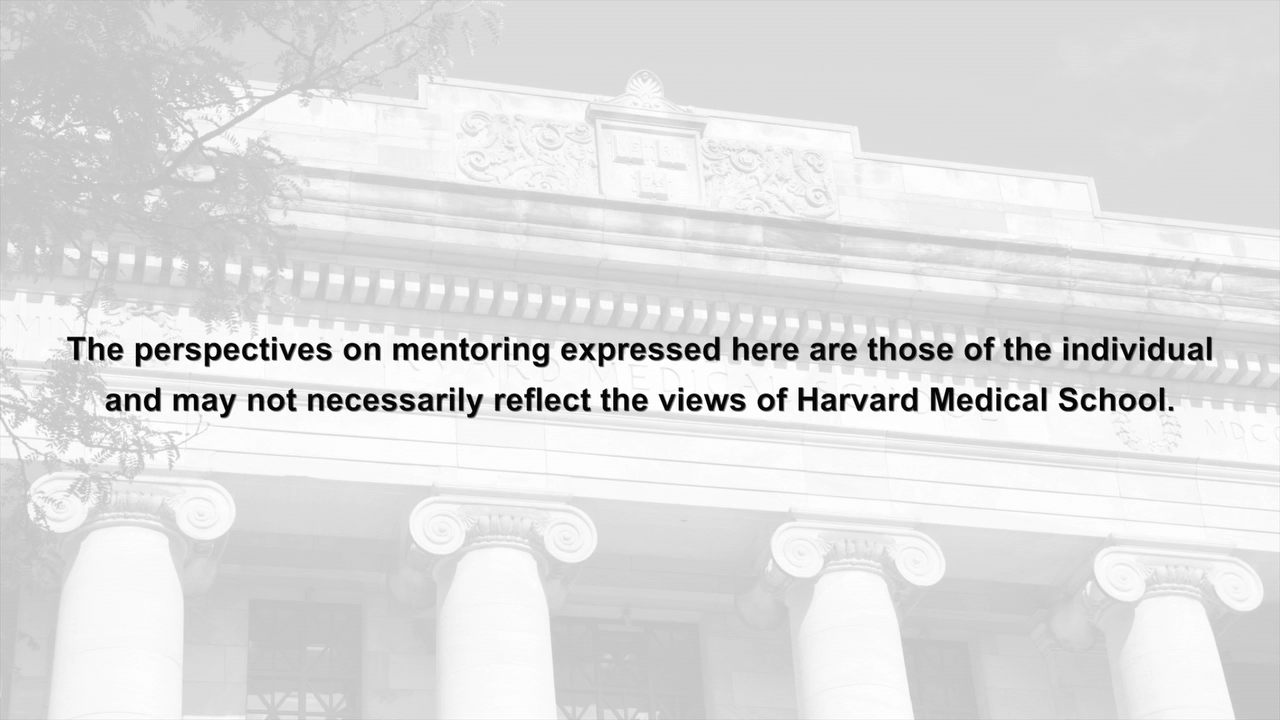 The perspectives on mentoring expressed here are those of the individual
and may not necessarily reflect the views of Harvard Medical School.